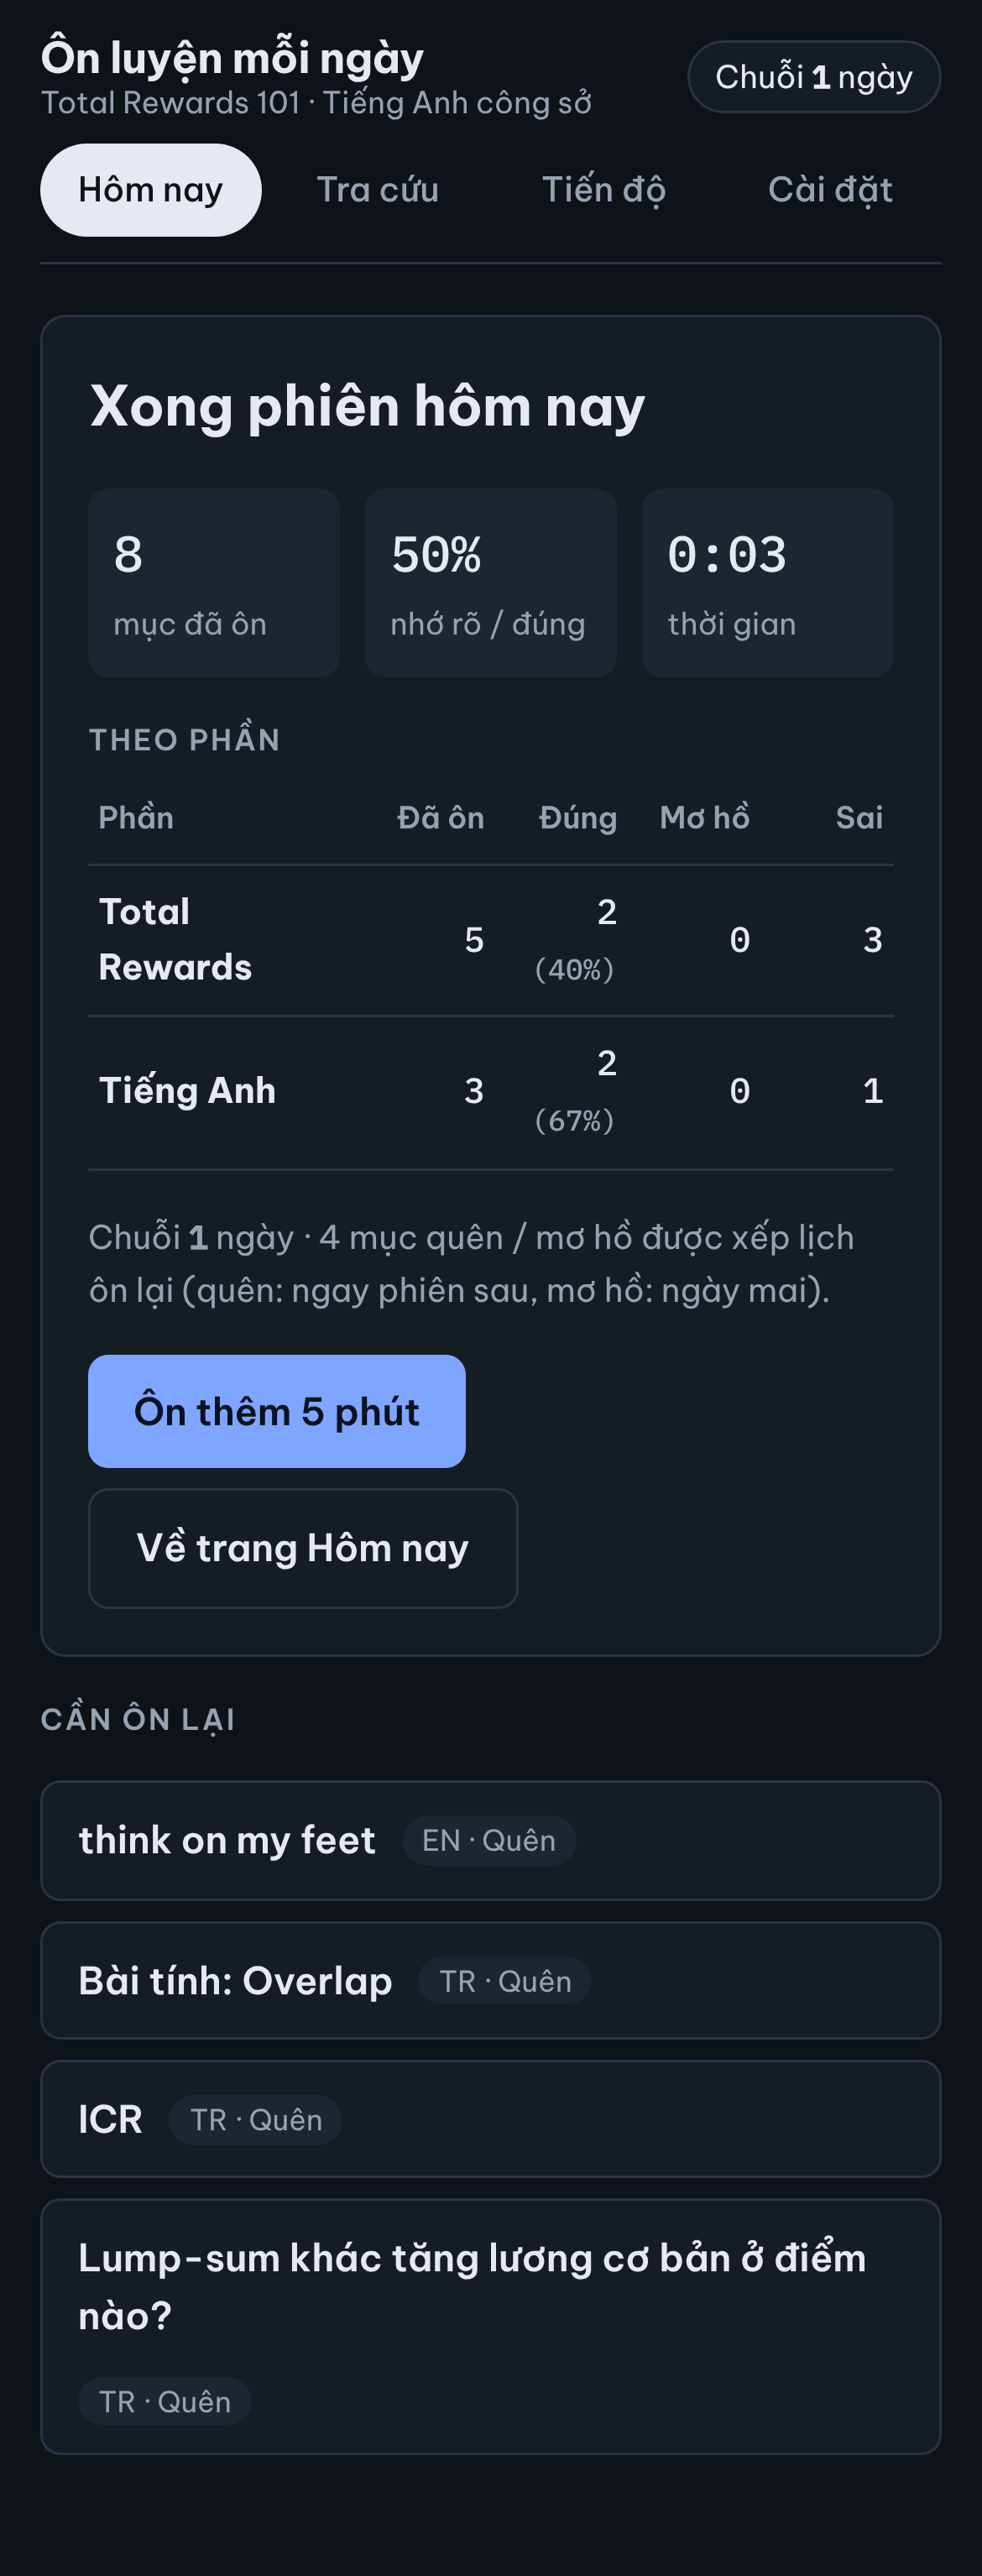 Ôn luyện mỗi ngày
Total Rewards 101 · Tiếng Anh công sở
Chuỗi 1 ngày
Hôm nay
Tra cứu
Tiến độ
Cài đặt
Xong phiên hôm nay
8
mục đã ôn
50%
nhớ rõ / đúng
0:03
thời gian
THEO PHẦN
Phần Đã ôn Đúng Mơ hồ Sai
Total Rewards 5 2 (40%) 0 3
Tiếng Anh 3 2 (67%) 0 1
Chuỗi 1 ngày · 4 mục quên / mơ hồ được xếp lịch
ôn lại (quên: ngay phiên sau, mơ hồ: ngày mai).
Ôn thêm 5 phút
Về trang Hôm nay
CẦN ÔN LẠI
think on my feet EN · Quên
Bài tính: Overlap TR · Quên
ICR TR · Quên
Lump-sum khác tăng lương cơ bản ở điểm
nào?
TR · Quên